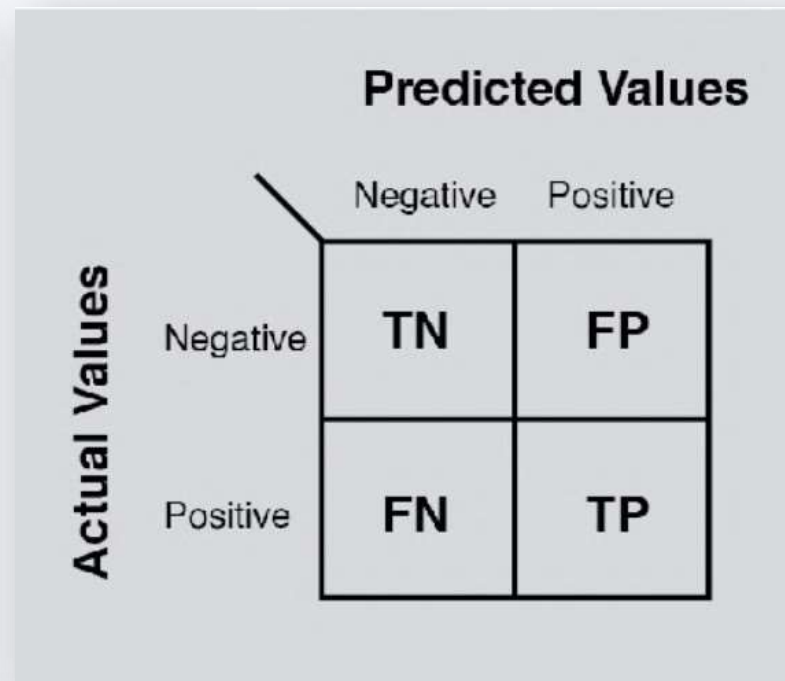 Predicted Values
Negative Positive
Actual Values
Negative TN FP
Positive FN TP